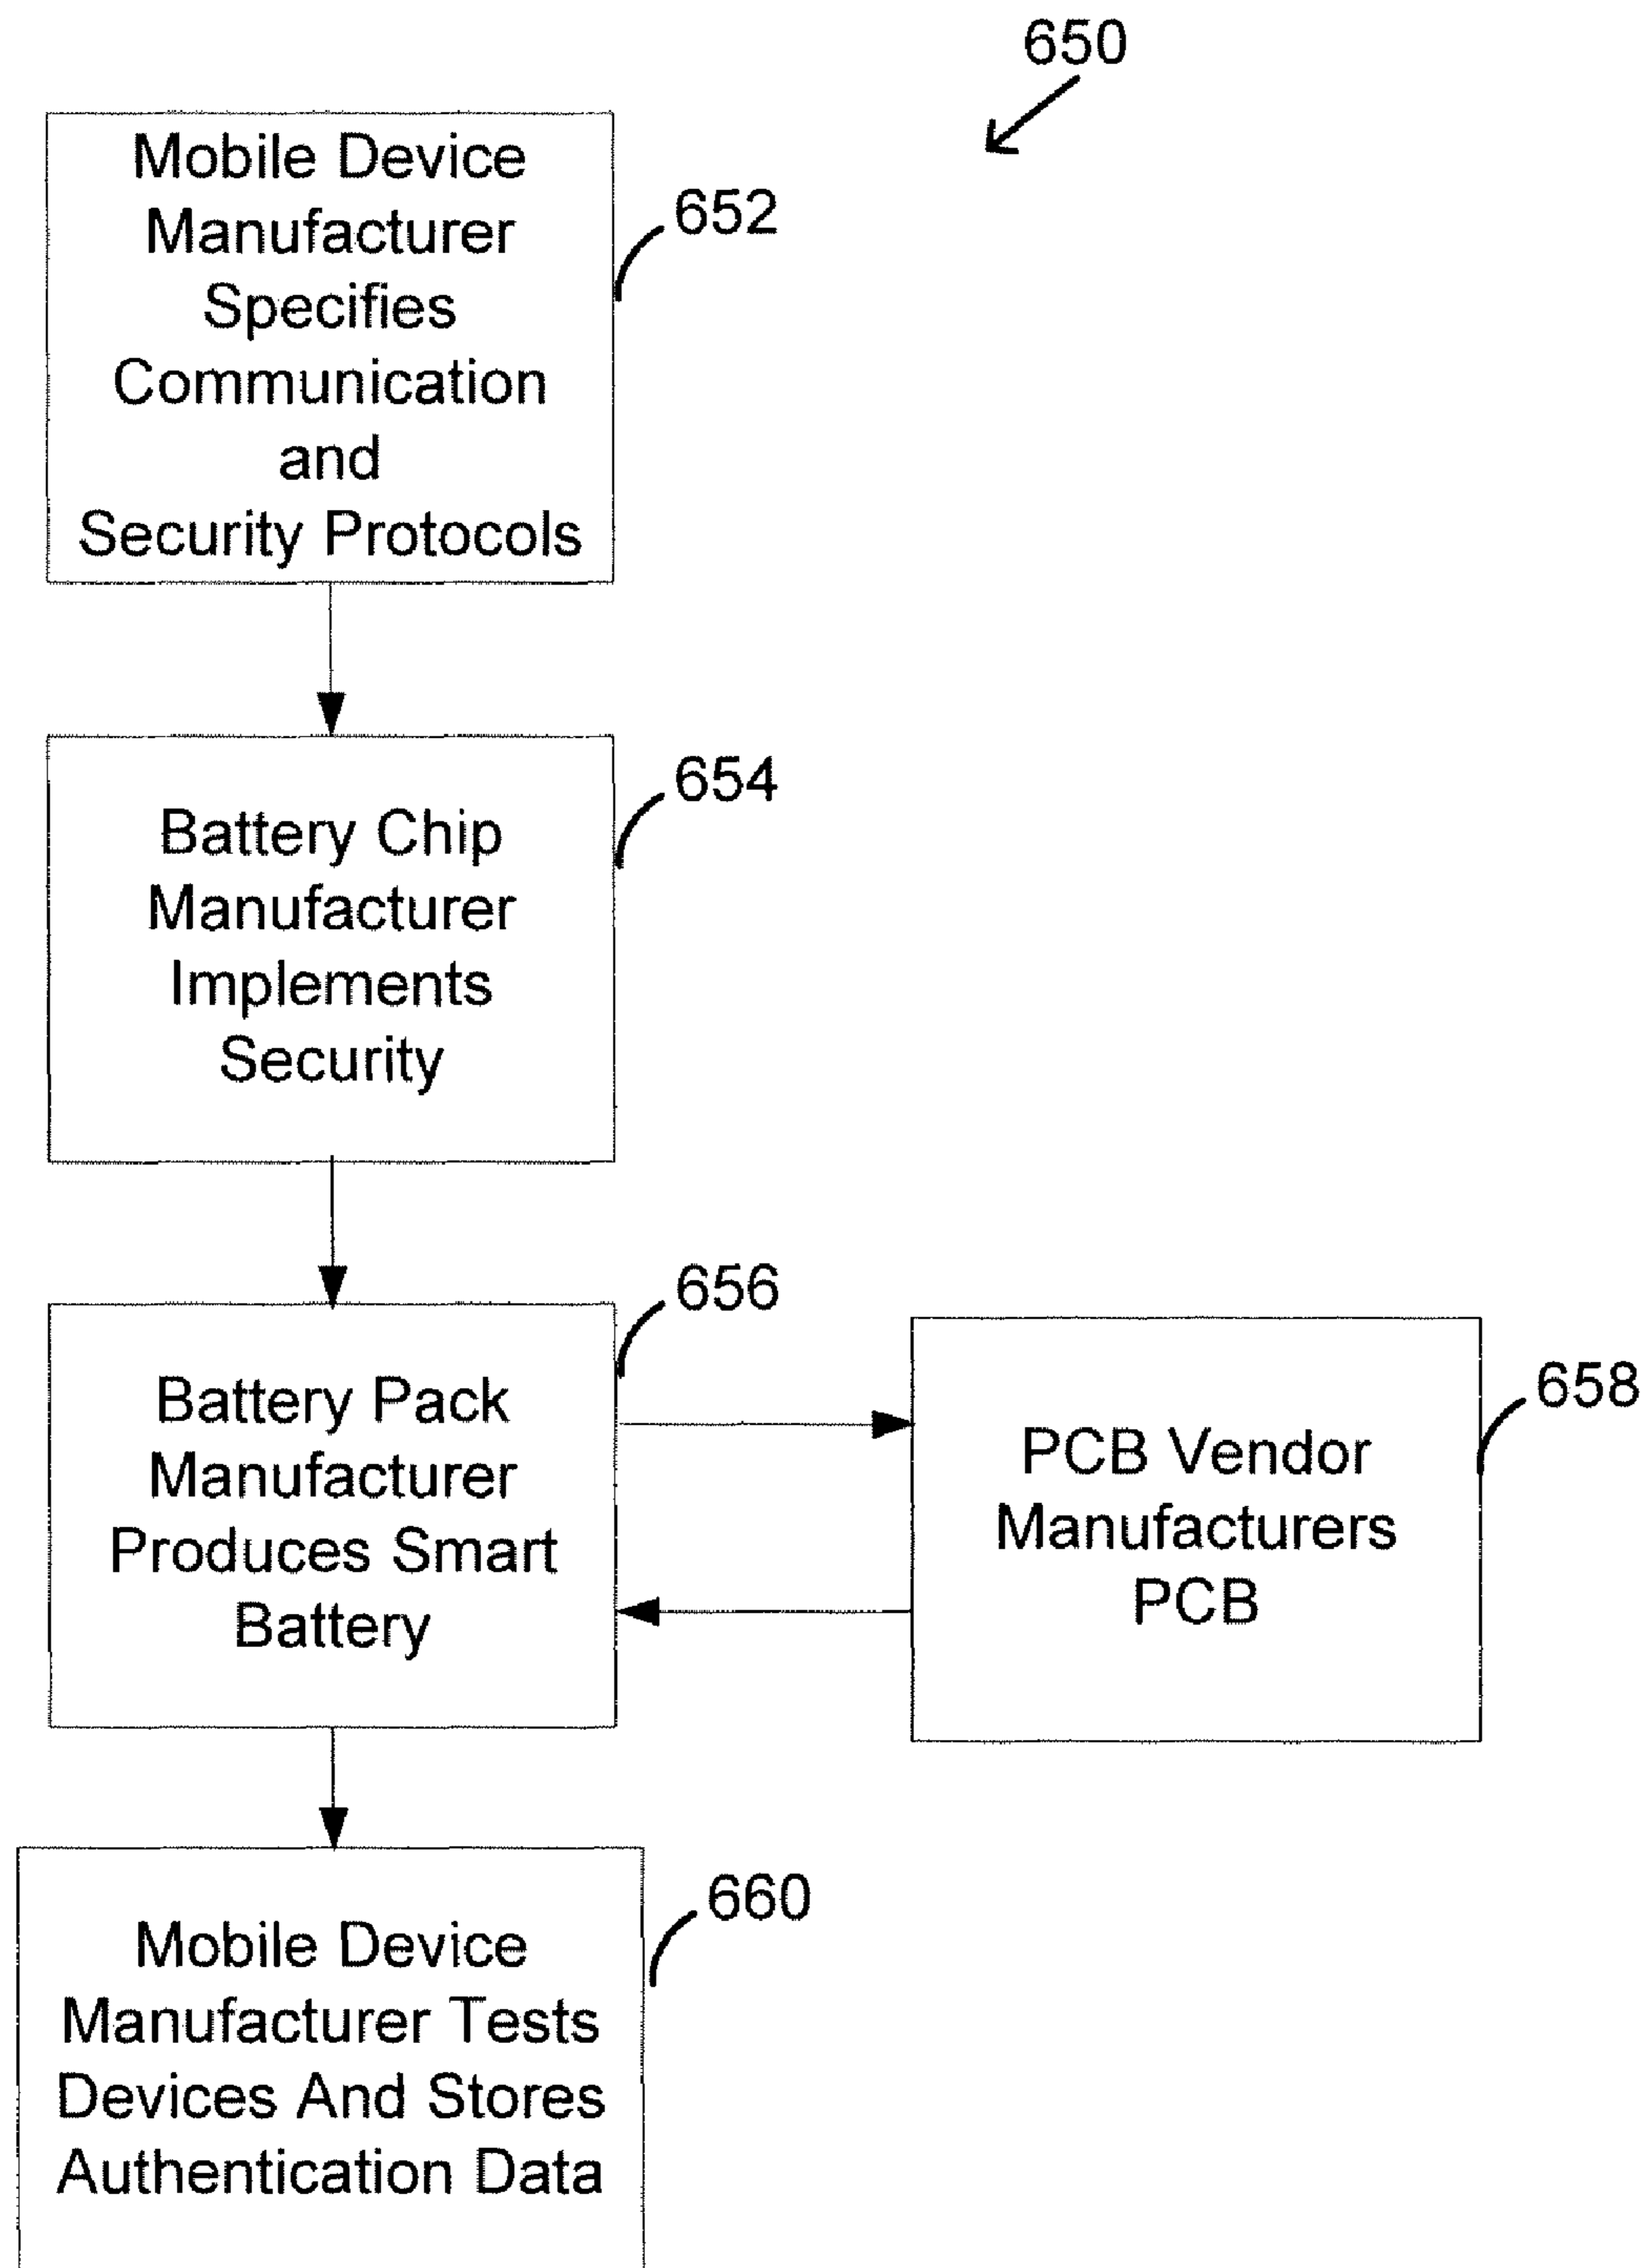 650
Mobile Device
Manufacturer
Specifies
Communication
and
Security Protocols
652
Battery Chip
Manufacturer
Implements
Security
654
Battery Pack
Manufacturer
Produces Smart
Battery
656
PCB Vendor
Manufacturers
PCB
658
Mobile Device
Manufacturer Tests
Devices And Stores
Authentication Data
660